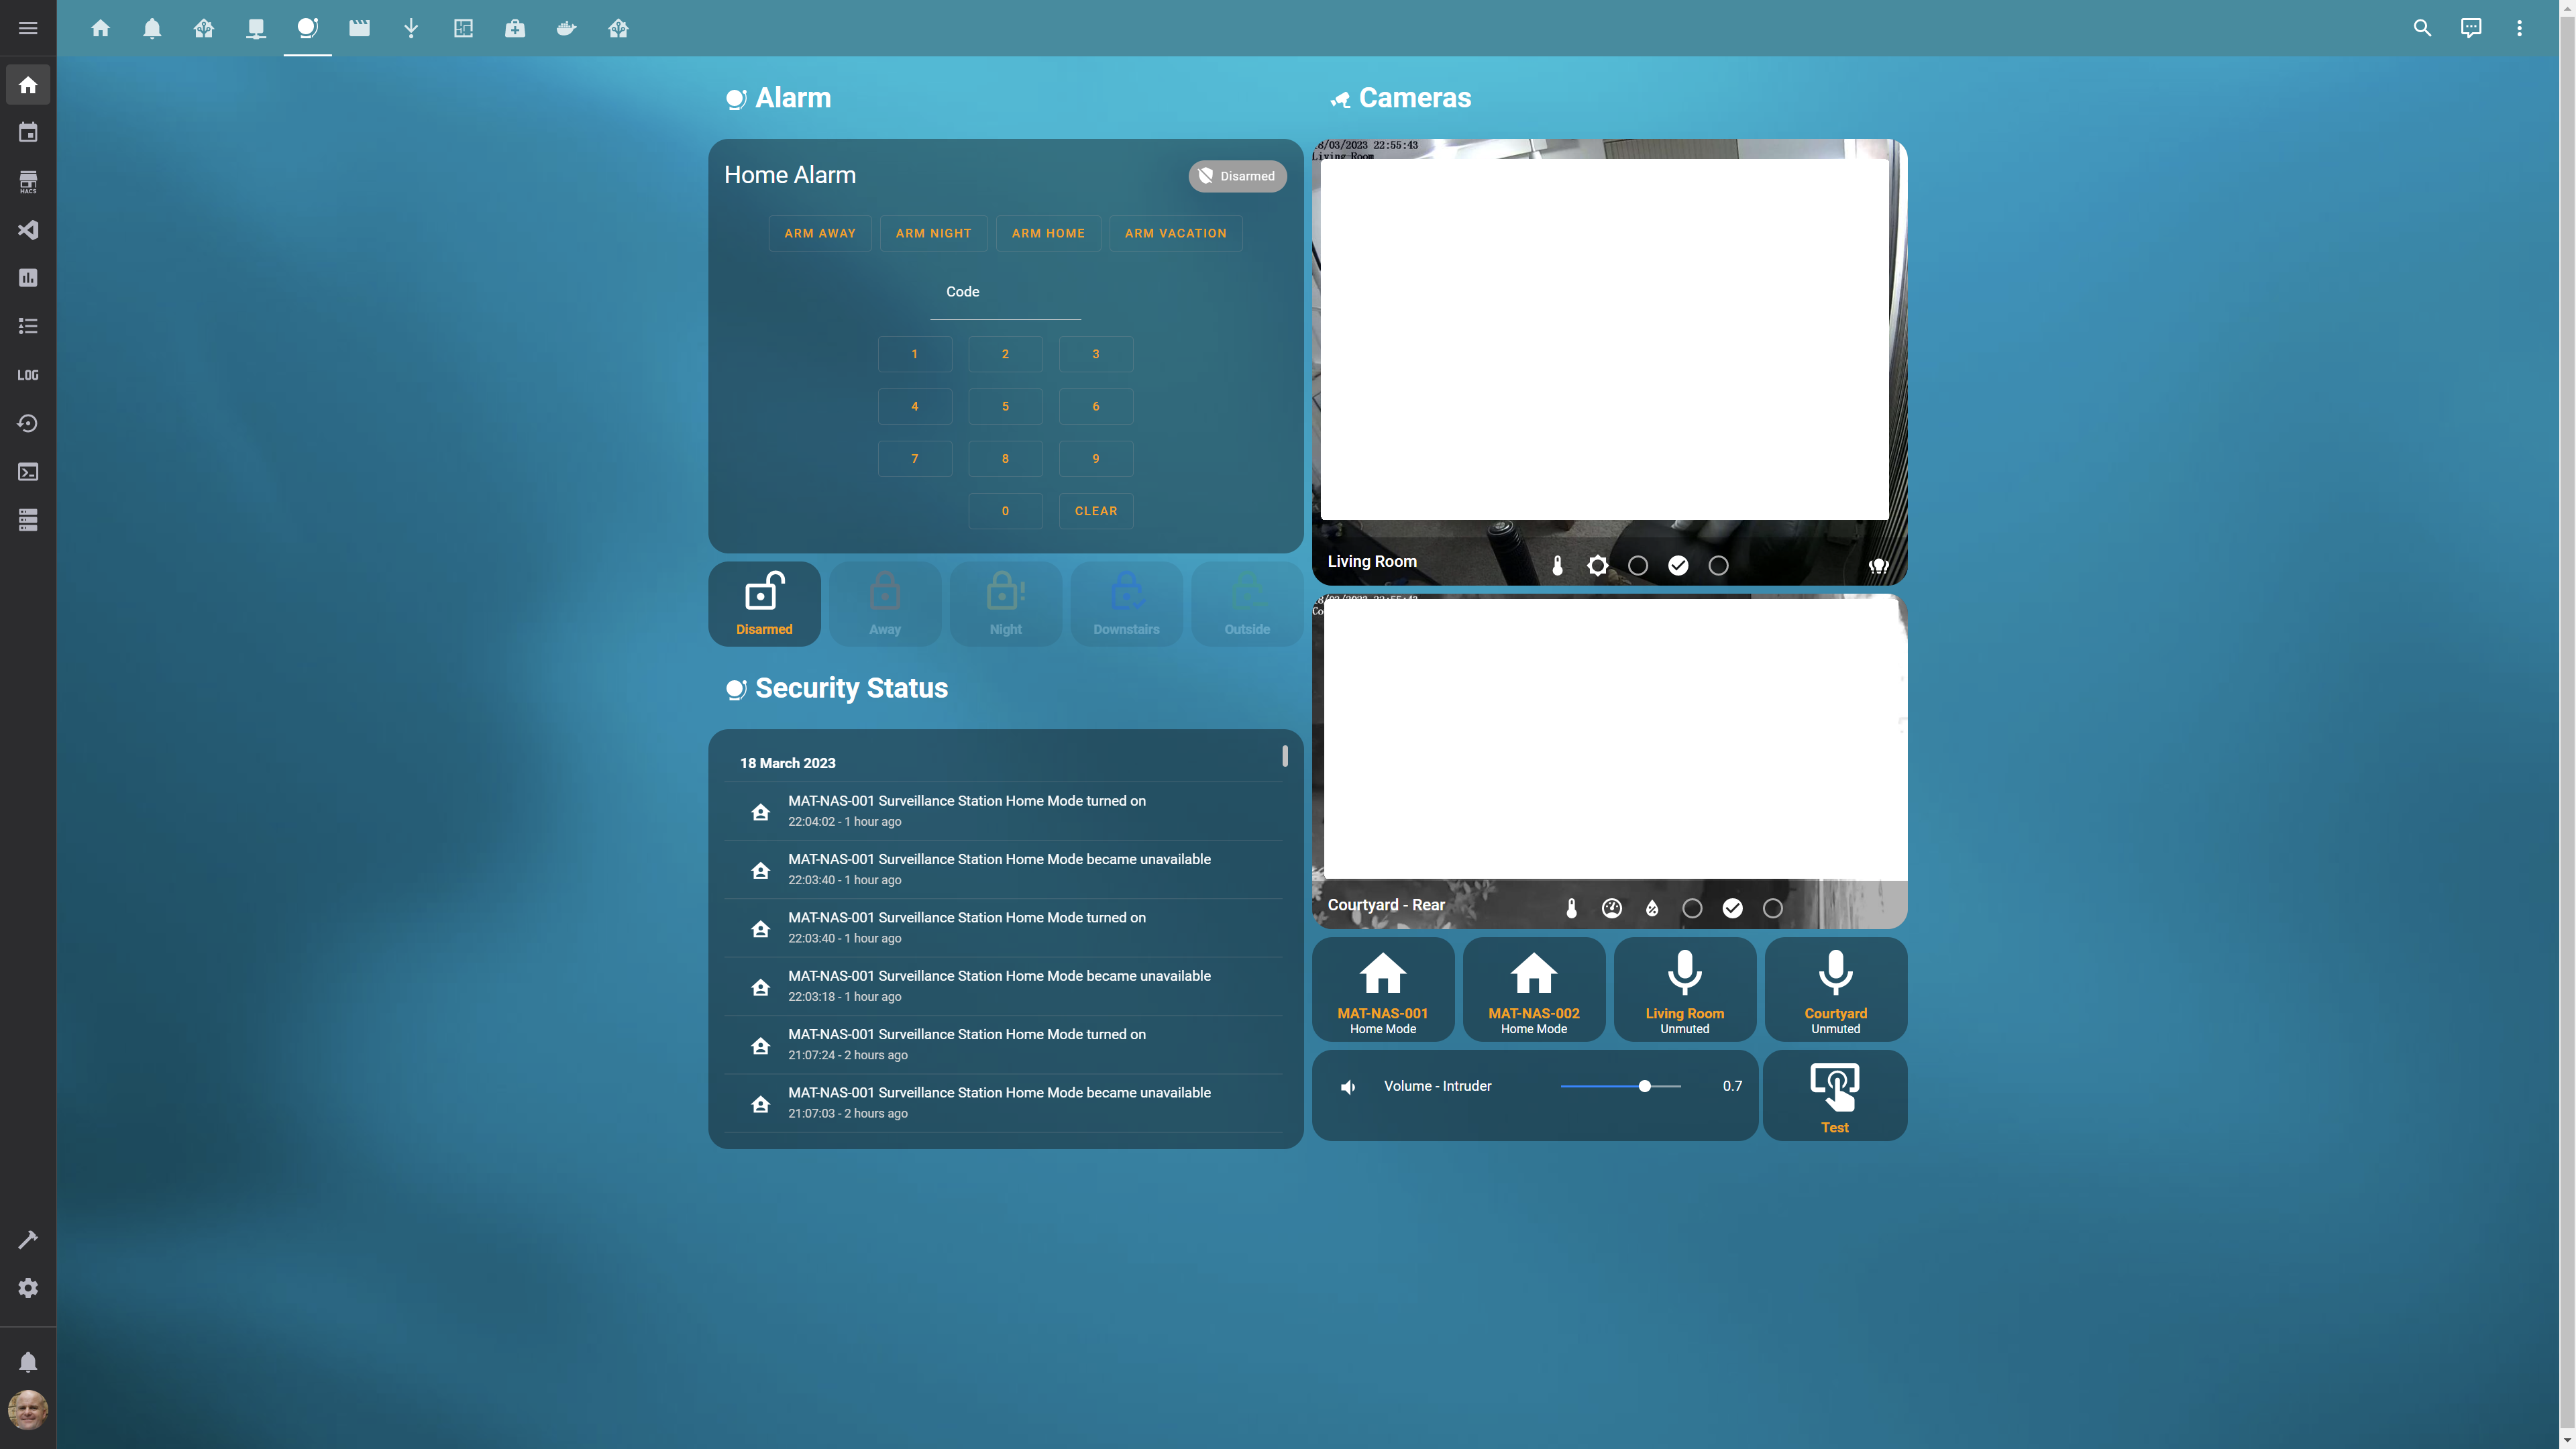 HACS
LOG
Alarm
Home Alarm
Disarmed
ARM AWAY
ARM NIGHT
ARM HOME
ARM VACATION
Code
1
2
3
4
5
6
7
8
9
0
CLEAR
Disarmed
Away
Night
Downstairs
Outside
Security Status
18 March 2023
MAT-NAS-001 Surveillance Station Home Mode turned on
22:04:02 - 1 hour ago
MAT-NAS-001 Surveillance Station Home Mode became unavailable
22:03:40 - 1 hour ago
MAT-NAS-001 Surveillance Station Home Mode turned on
22:03:40 - 1 hour ago
MAT-NAS-001 Surveillance Station Home Mode became unavailable
22:03:18 - 1 hour ago
MAT-NAS-001 Surveillance Station Home Mode turned on
21:07:24 - 2 hours ago
MAT-NAS-001 Surveillance Station Home Mode became unavailable
21:07:03 - 2 hours ago
Cameras
8/03/2023 22:55:43
Living-Room
Living Room
8/03/2023 22:55:43
Co
Courtyard - Rear
MAT-NAS-001
Home Mode
MAT-NAS-002
Home Mode
Living Room
Unmuted
Courtyard
Unmuted
Volume - Intruder
0.7
Test